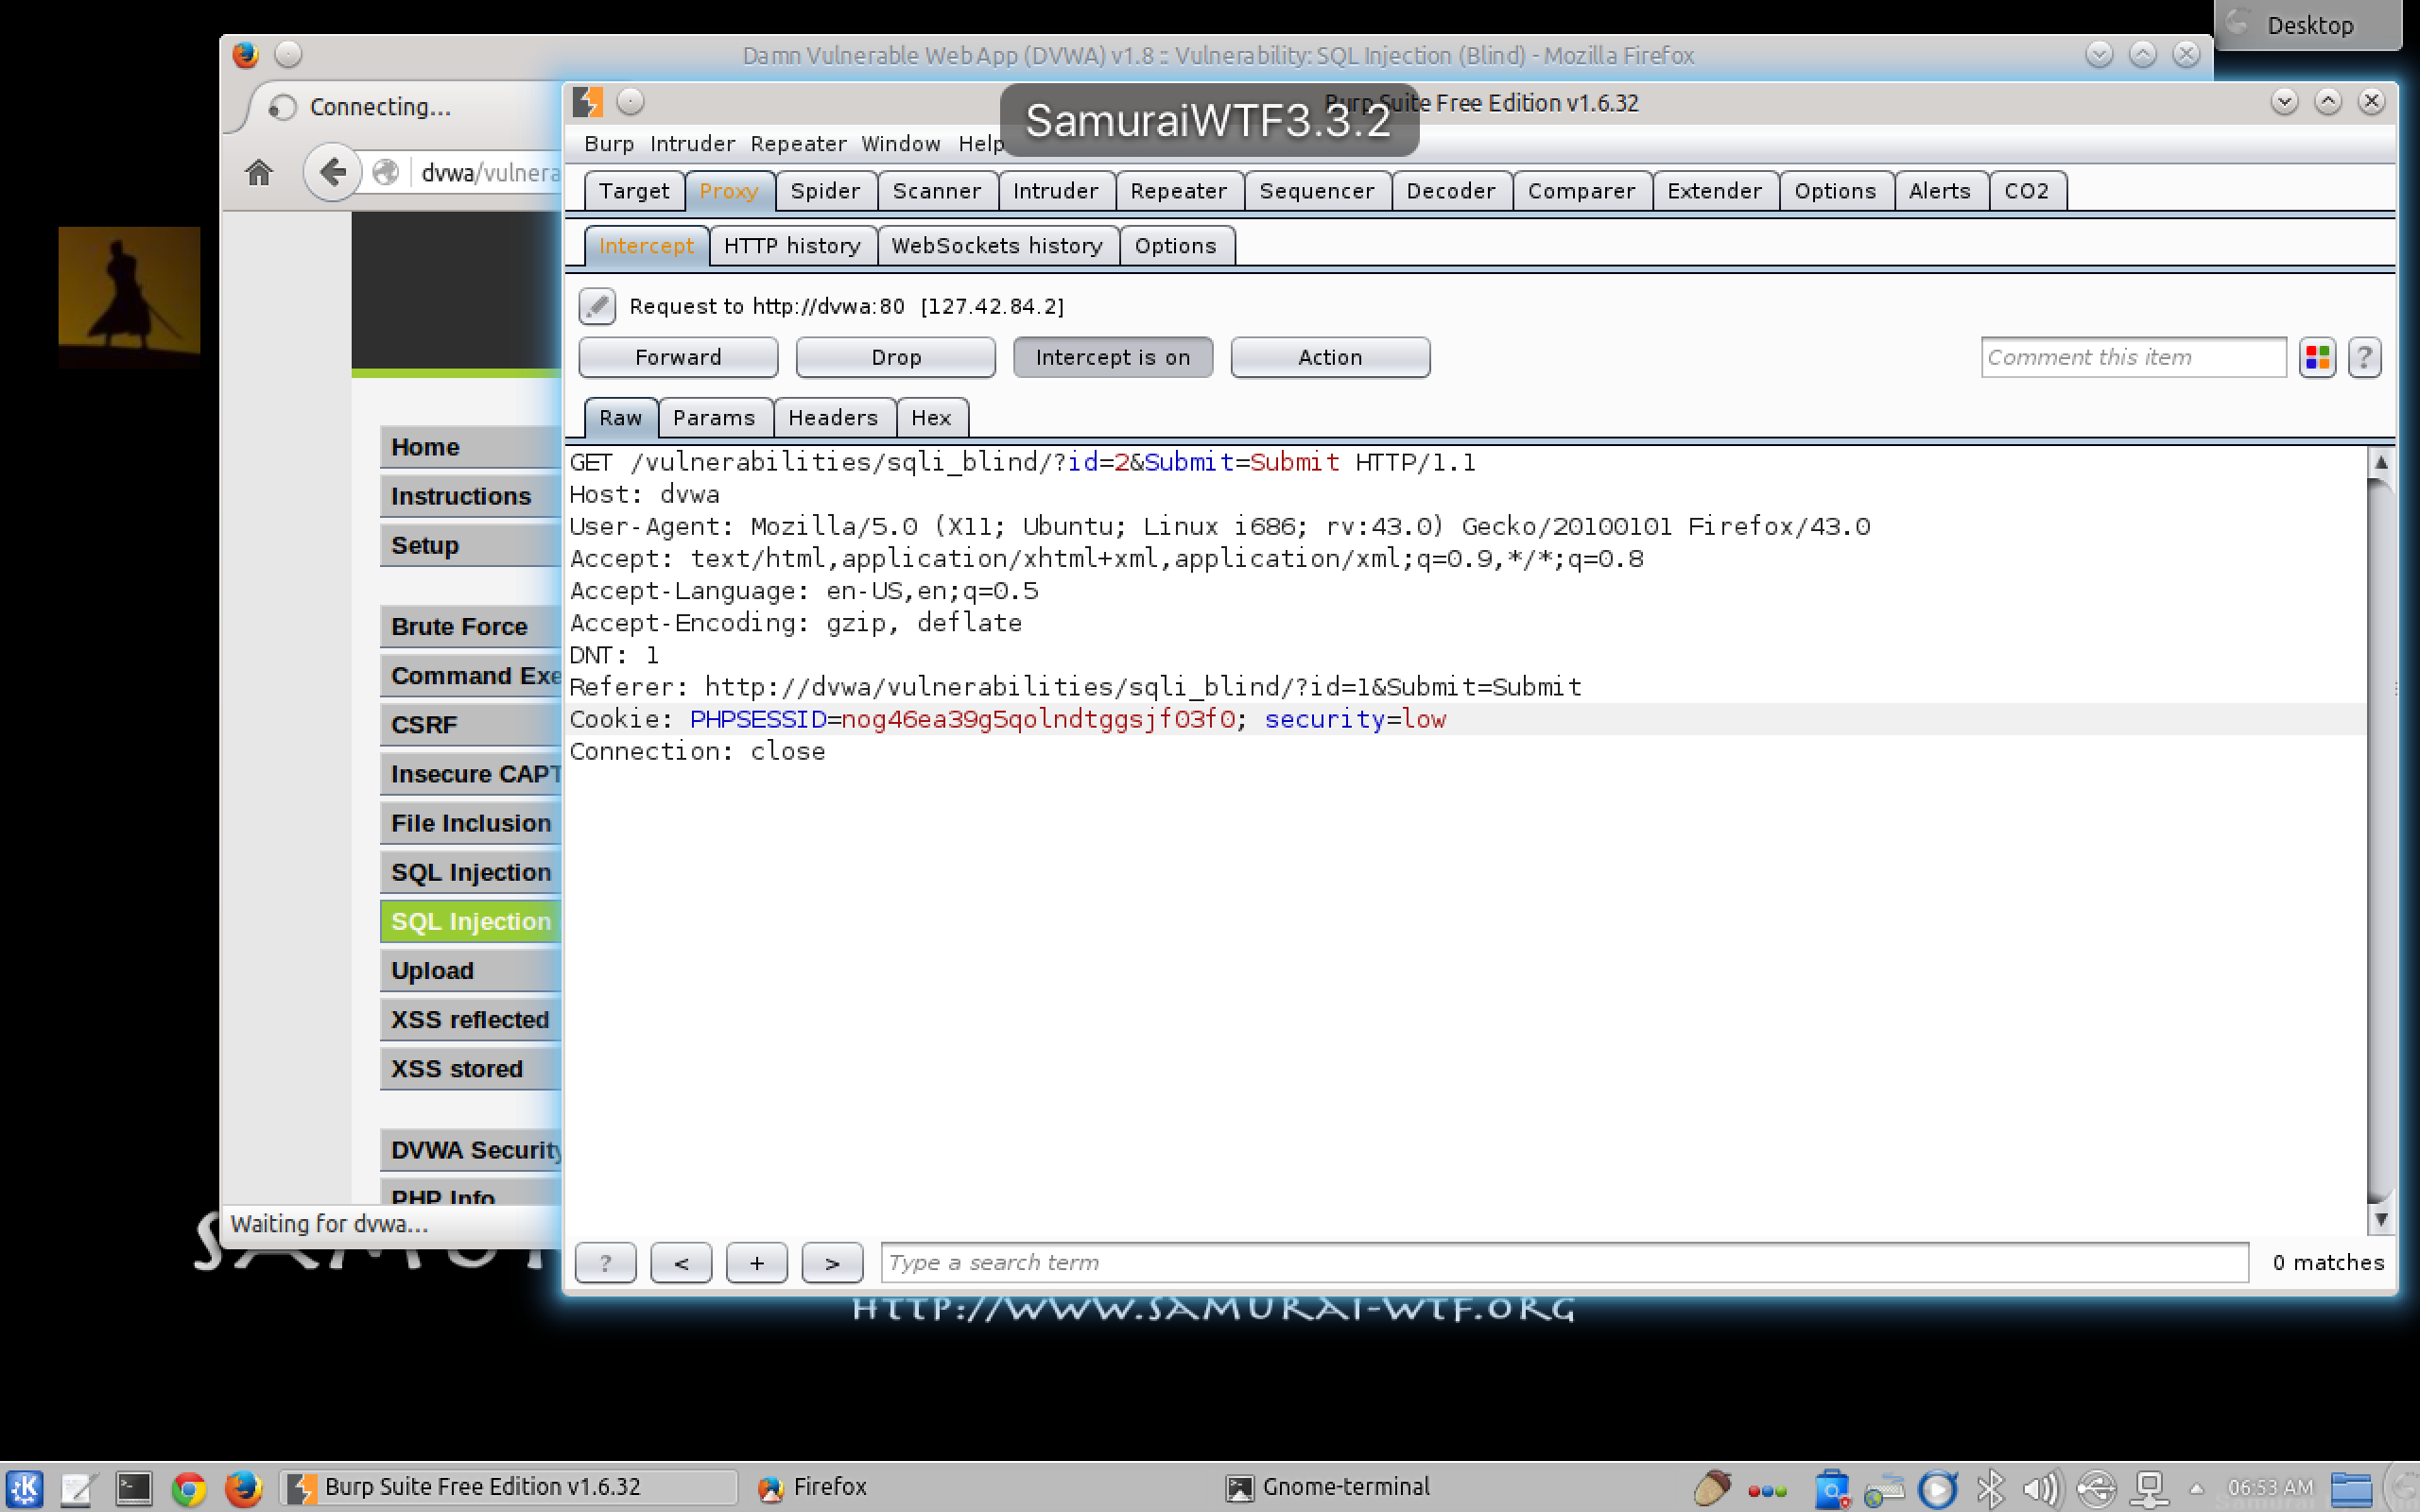 Desktop
Damn Vulnerable Web App (DVWA) v1.8 :: Vulnerability: SQL Injection (Blind) - Mozilla Firefox
Connecting...
dvwa/vulnera
SamuraiWTF3.3.2
Burp Suite Free Edition v1.6.32
Burp Intruder Repeater Window Help
Target Proxy Spider Scanner Intruder Repeater Sequencer Decoder Comparer Extender Options Alerts CO2
Intercept HTTP history WebSockets history Options
Request to http://dvwa:80 [127.42.84.2]
Forward Drop Intercept is on Action Comment this item ?
Raw Params Headers Hex
GET /vulnerabilities/sqli_blind/?id=2&Submit=Submit HTTP/1.1
Host: dvwa
User-Agent: Mozilla/5.0 (X11; Ubuntu; Linux i686; rv:43.0) Gecko/20100101 Firefox/43.0
Accept: text/html,application/xhtml+xml,application/xml;q=0.9,*/*;q=0.8
Accept-Language: en-US,en;q=0.5
Accept-Encoding: gzip, deflate
DNT: 1
Referer: http://dvwa/vulnerabilities/sqli_blind/?id=1&Submit=Submit
Cookie: PHPSESSID=nog46ea39g5qolndtggsjf03f0; security=low
Connection: close
? < + > Type a search term 0 matches
Home
Instructions
Setup
Brute Force
Command Exe
CSRF
Insecure CAPT
File Inclusion
SQL Injection
SQL Injection
Upload
XSS reflected
XSS stored
DVWA Security
PHP Info
Waiting for dvwa...
HTTP://WWW.SAMURAI-WTF.ORG
Burp Suite Free Edition v1.6.32 Firefox Gnome-terminal 06:53 AM